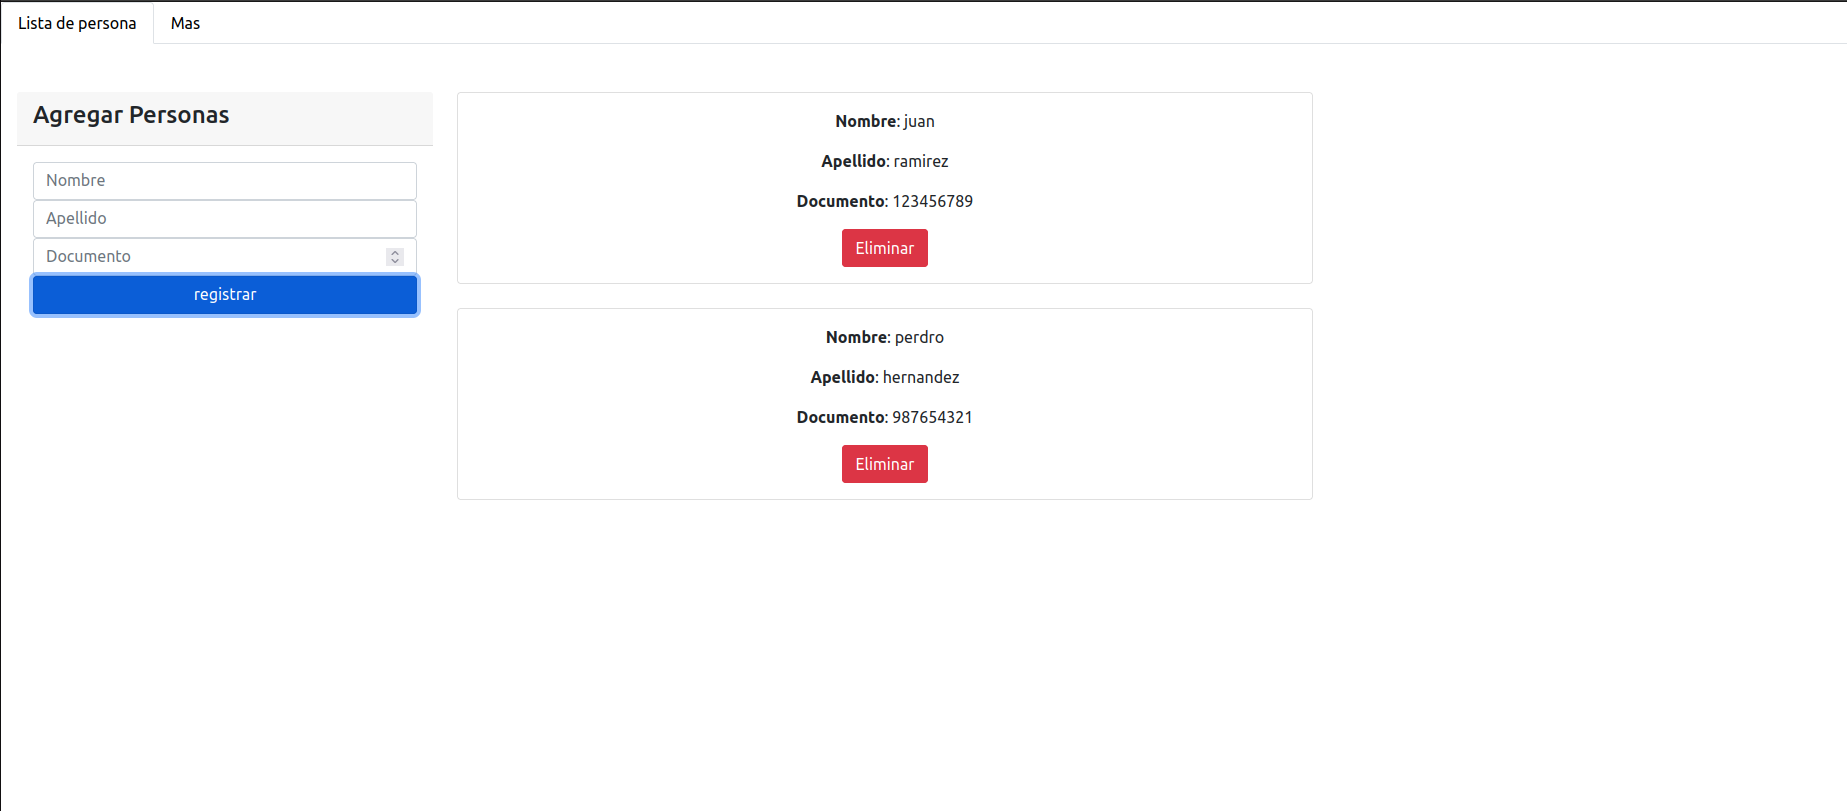 Lista de persona
Mas
Agregar Personas
Nombre
Apellido
Documento
registrar
Nombre: juan
Apellido: ramirez
Documento: 123456789
Eliminar
Nombre: perdro
Apellido: hernandez
Documento: 987654321
Eliminar